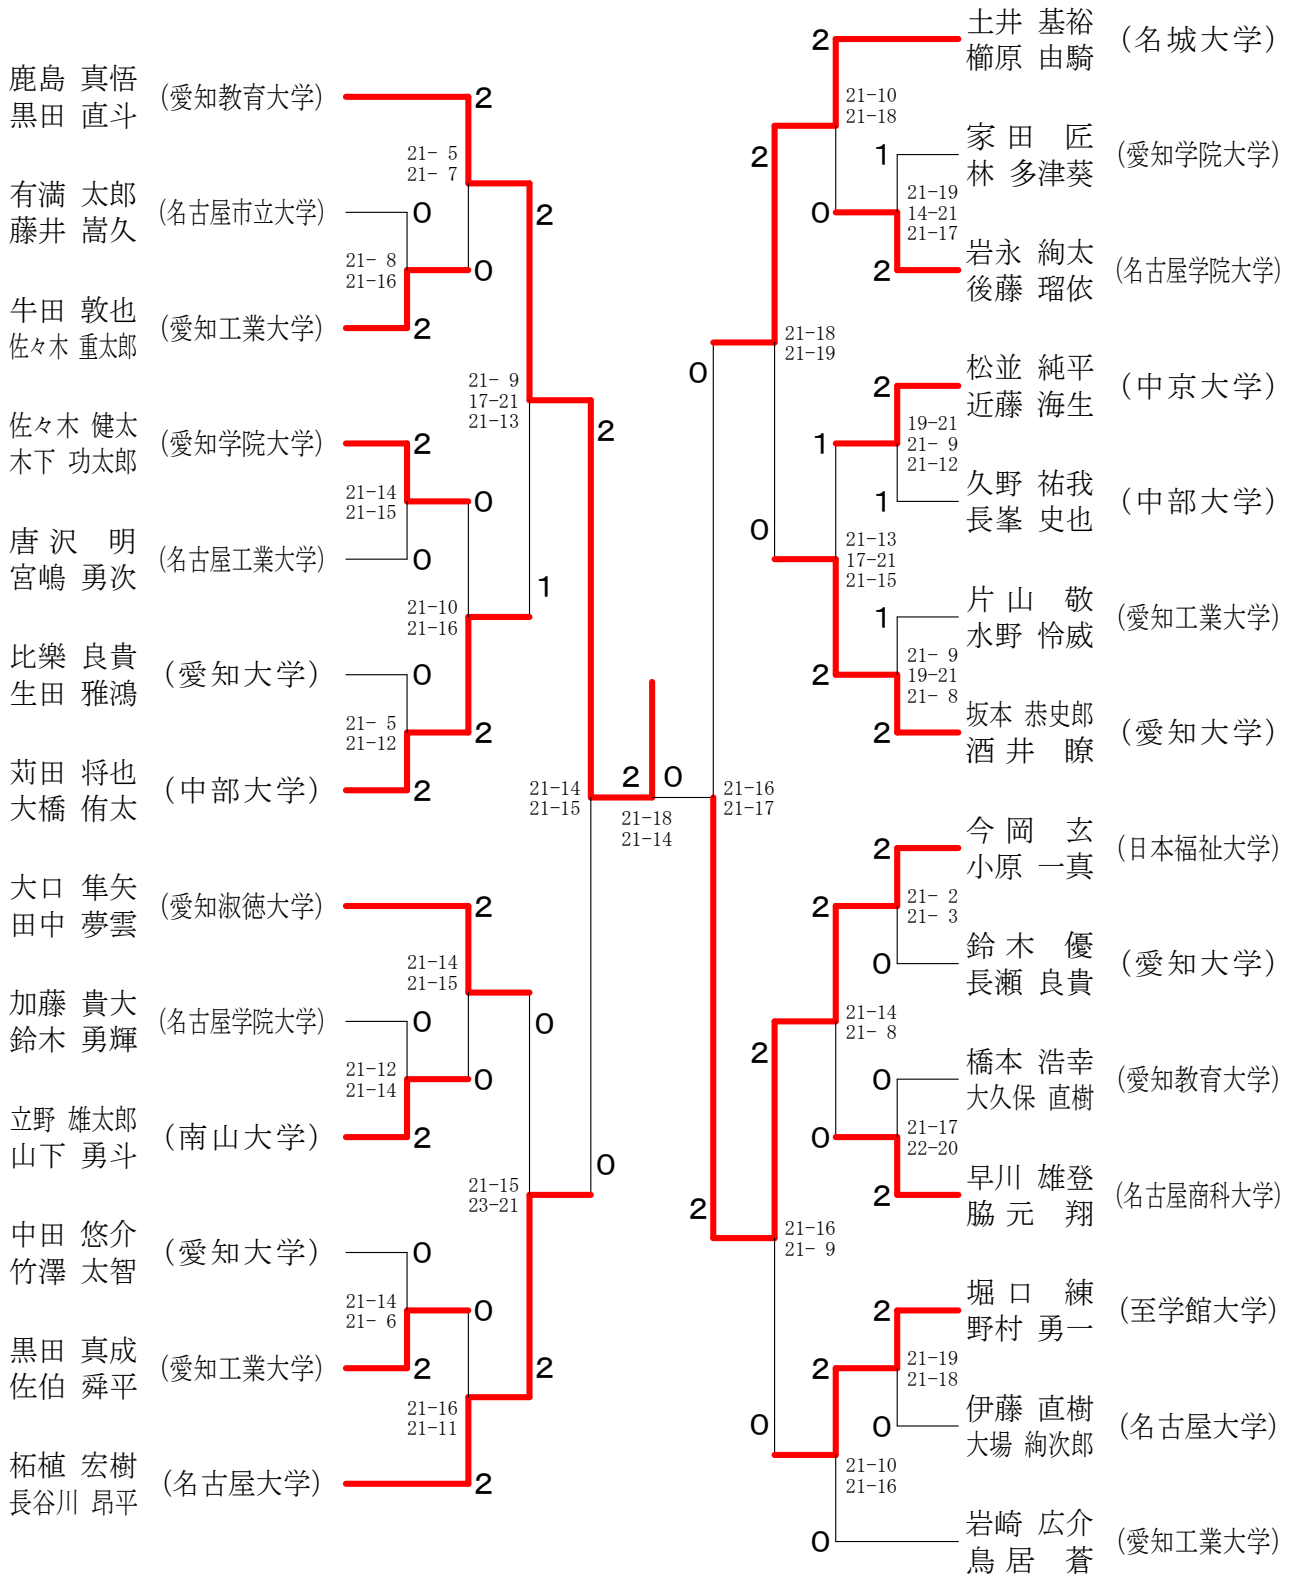 鹿島 真悟
黒田 直斗
(愛知教育大学)
2
21- 5
21- 7
有満 太郎
藤井 嵩久
(名古屋市立大学)
0
2
21- 8
21-16
0
牛田 敦也
佐々木 重太郎
(愛知工業大学)
2
21- 9
17-21
21-13
2
佐々木 健太
木下 功太郎
(愛知学院大学)
2
21-14
21-15
0
唐沢 明
宮嶋 勇次
(名古屋工業大学)
0
1
21-10
21-16
比樂 良貴
生田 雅鴻
(愛知大学)
0
21- 5
21-12
2
苅田 将也
大橋 侑太
(中部大学)
2
21-14
21-15
2
0
21-18
21-14
大口 隼矢
田中 夢雲
(愛知淑徳大学)
2
21-14
21-15
加藤 貴大
鈴木 勇輝
(名古屋学院大学)
0
0
21-12
21-14
0
立野 雄太郎
山下 勇斗
(南山大学)
2
0
21-15
23-21
中田 悠介
竹澤 太智
(愛知大学)
0
21-14
21- 6
0
黒田 真成
佐伯 舜平
(愛知工業大学)
2
2
21-16
21-11
柘植 宏樹
長谷川 昂平
(名古屋大学)
2
2
土井 基裕
櫛原 由騎
(名城大学)
21-10
21-18
2
1
家田 匠
林 多津葵
(愛知学院大学)
21-19
14-21
21-17
0
2
岩永 絢太
後藤 瑠依
(名古屋学院大学)
21-18
21-19
0
2
松並 純平
近藤 海生
(中京大学)
19-21
21- 9
21-12
1
1
久野 祐我
長峯 史也
(中部大学)
0
21-13
17-21
21-15
1
片山 敬
水野 怜威
(愛知工業大学)
21- 9
19-21
21- 8
2
2
坂本 恭史郎
酒井 瞭
(愛知大学)
21-16
21-17
2
今岡 玄
小原 一真
(日本福祉大学)
21- 2
21- 3
2
0
鈴木 優
長瀬 良貴
(愛知大学)
21-14
21- 8
2
0
橋本 浩幸
大久保 直樹
(愛知教育大学)
21-17
22-20
0
2
早川 雄登
脇元 翔
(名古屋商科大学)
2
21-16
21- 9
2
堀口 練
野村 勇一
(至学館大学)
21-19
21-18
2
0
伊藤 直樹
大場 絢次郎
(名古屋大学)
0
21-10
21-16
0
岩崎 広介
鳥居 蒼
(愛知工業大学)